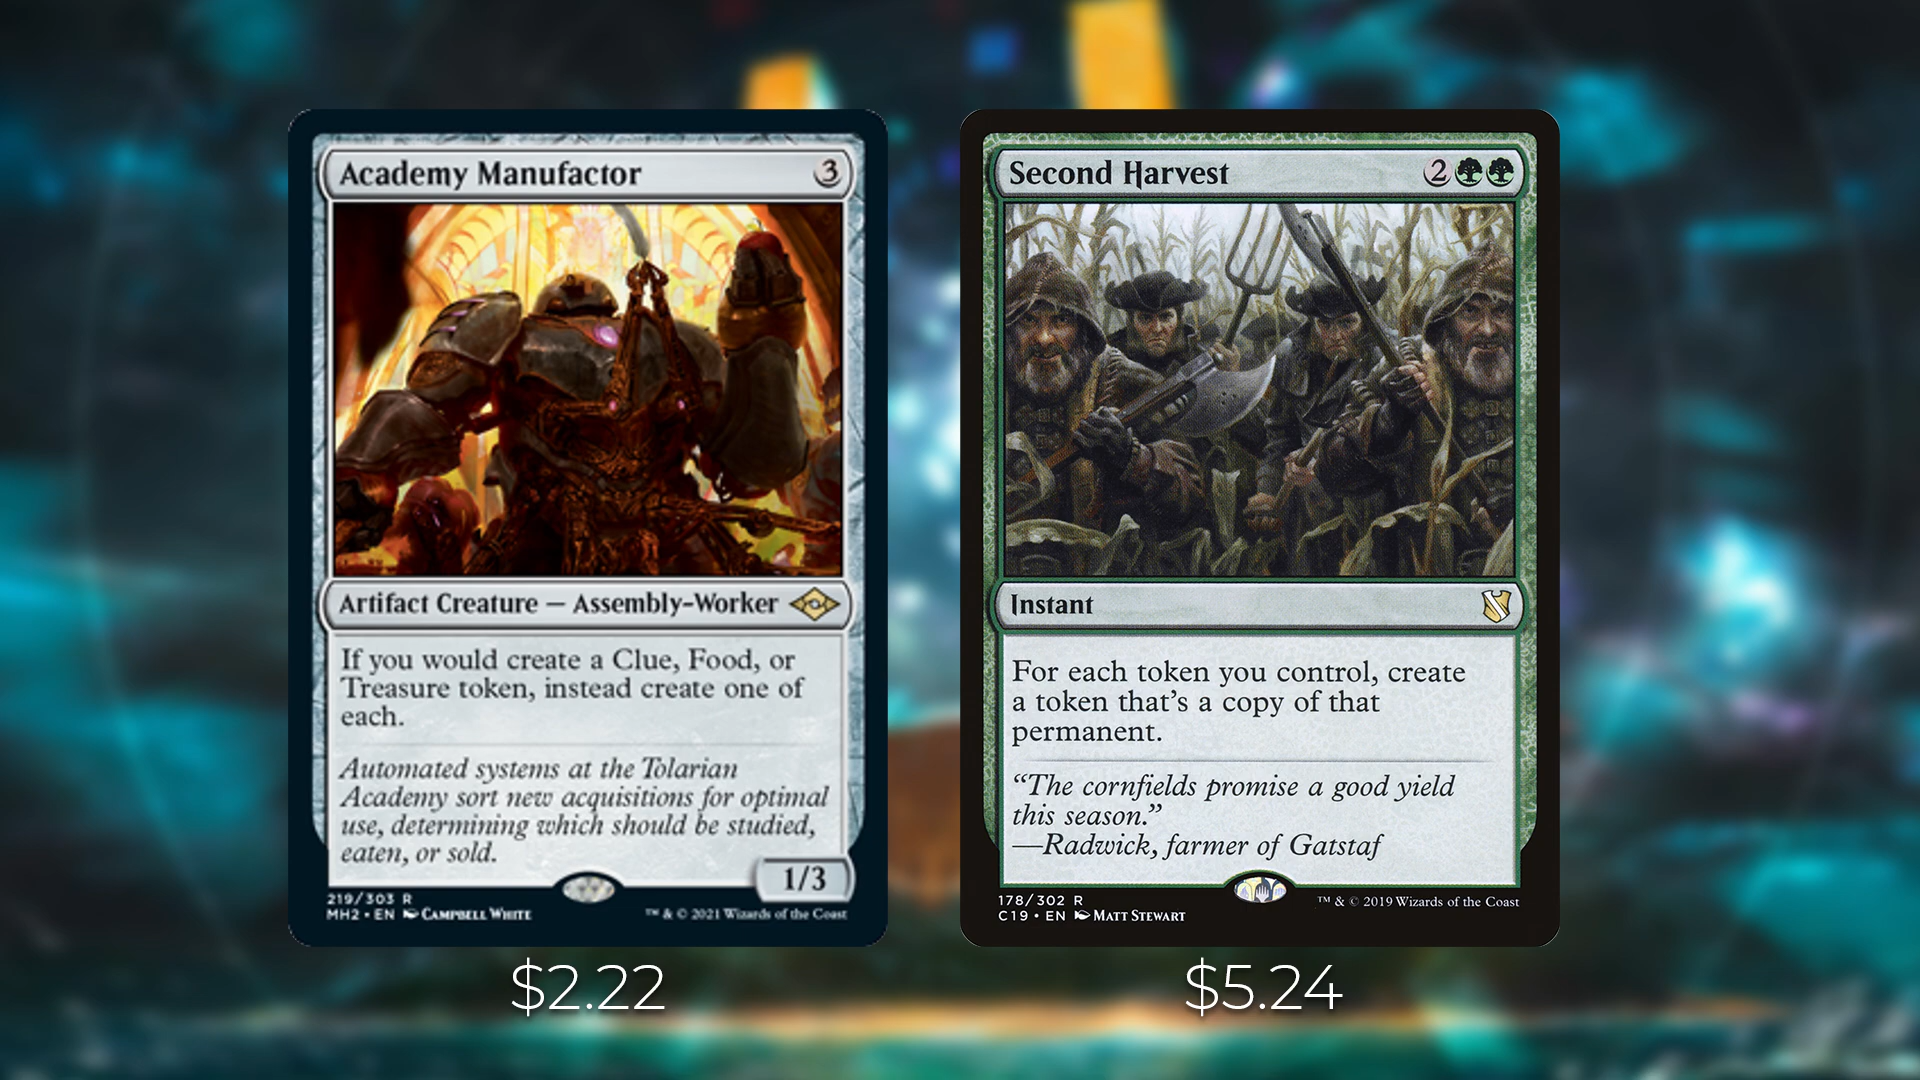 Academy Manufactor 3
Artifact Creature — Assembly-Worker
If you would create a Clue, Food, or
Treasure token, instead create one of
each.
Automated systems at the Tolarian
Academy sort new acquisitions for optimal
use, determining which should be studied,
eaten, or sold.
1/3
219/303 R
MH2 • EN CAMPBELL WHITE
™ & © 2021 Wizards of the Coast
$2.22
Second Harvest 2
Instant
For each token you control, create
a token that's a copy of that
permanent.
“The cornfields promise a good yield
this season.”
—Radwick, farmer of Gatstaf
178/302 R
C19 • EN MATT STEWART
™ & © 2019 Wizards of the Coast
$5.24